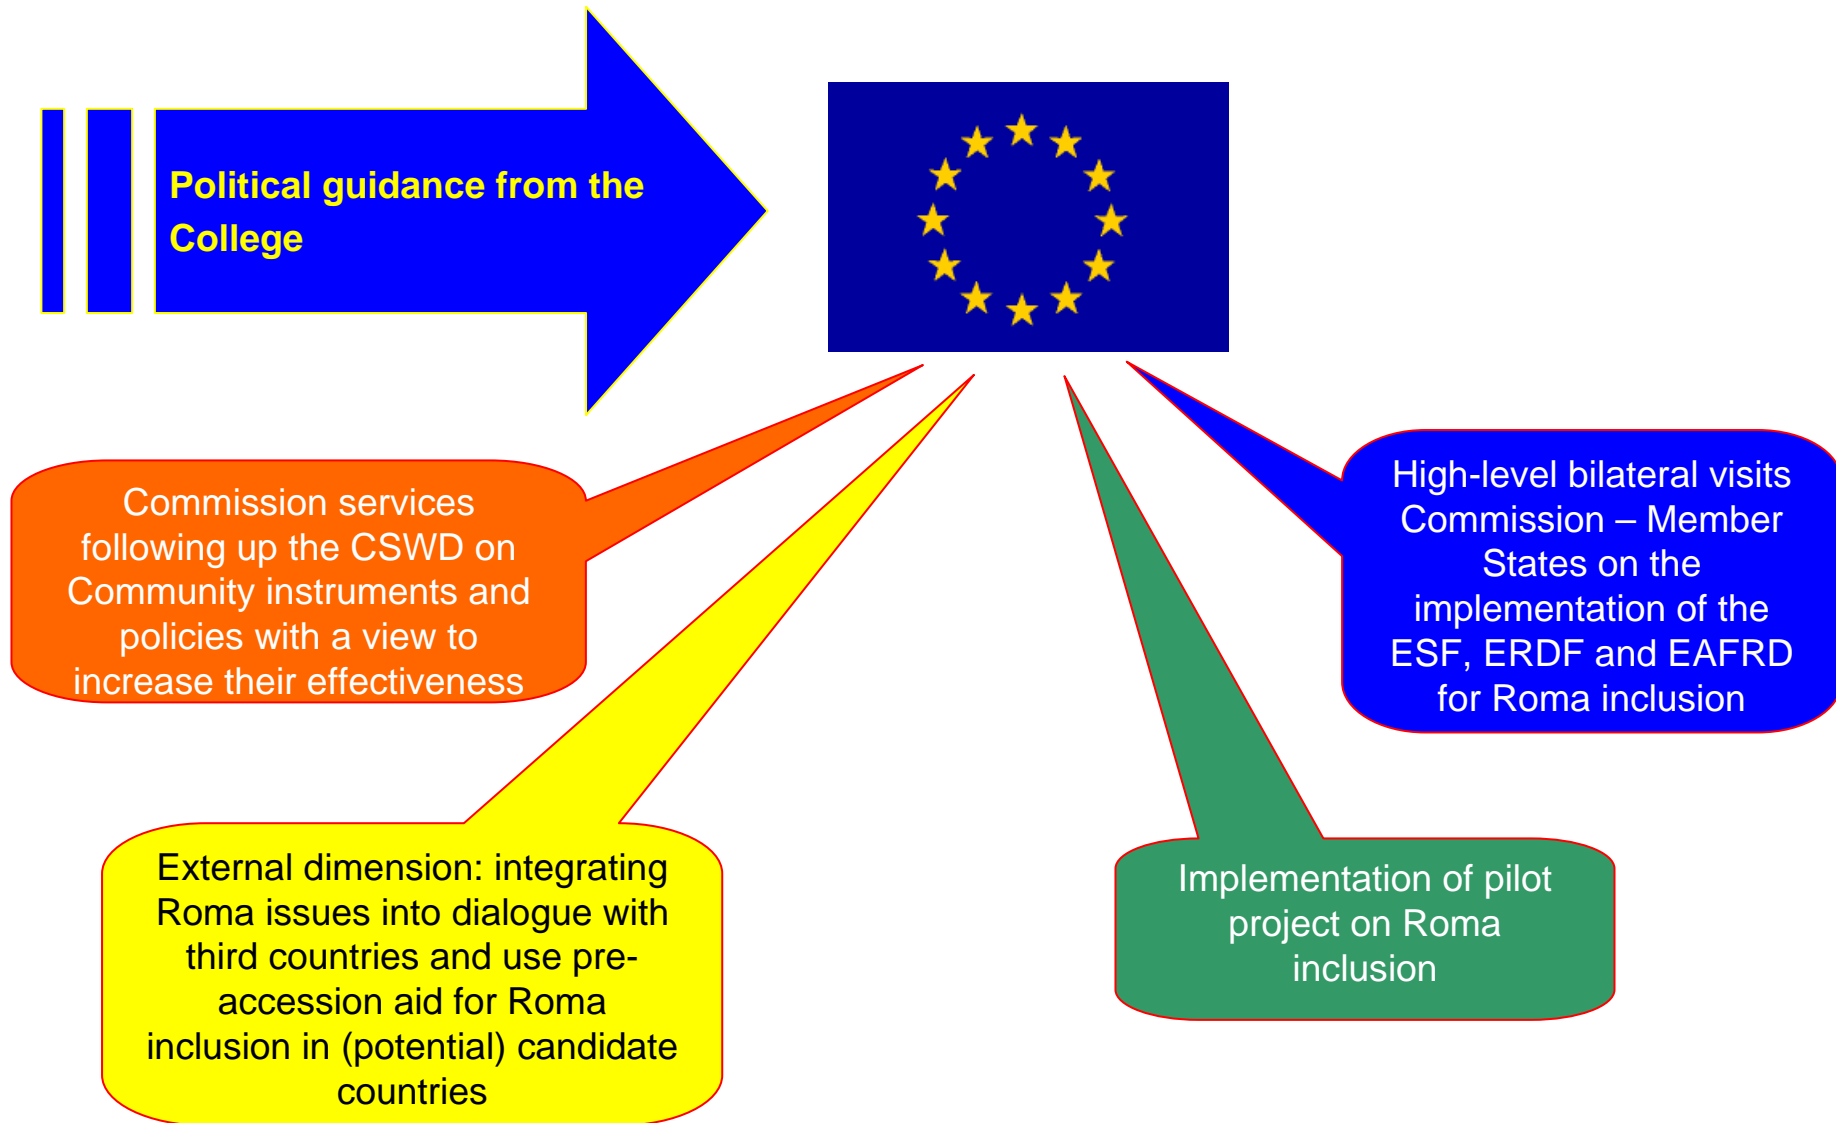 Political guidance from the
College
Commission services
following up the CSWD on
Community instruments and
policies with a view to
increase their effectiveness
High-level bilateral visits
Commission – Member
States on the
implementation of the
ESF, ERDF and EAFRD
for Roma inclusion
External dimension: integrating
Roma issues into dialogue with
third countries and use pre-
accession aid for Roma
inclusion in (potential) candidate
countries
Implementation of pilot
project on Roma
inclusion